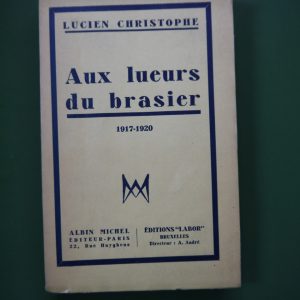 LUCIEN CHRISTOPHE
Aux lueurs
du brasier
1917-1920
ALBIN MICHEL
ÉDITEUR-PARIS
22, Rue Huyghens
ÉDITIONS "LABOR"
BRUXELLES
Directeur : A. André